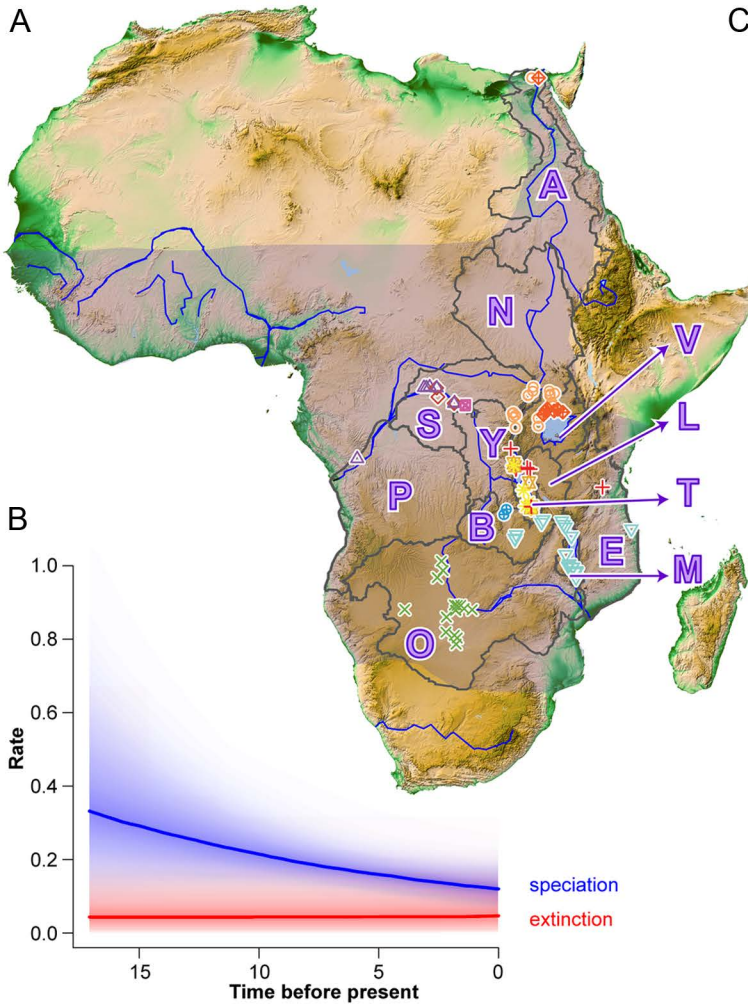 A
C
A
N
V
L
S
Y
T
P
B
E
M
O
B
1.0
0.8
0.6
0.4
0.2
0.0
Rate
speciation
extinction
15
10
5
0
Time before present